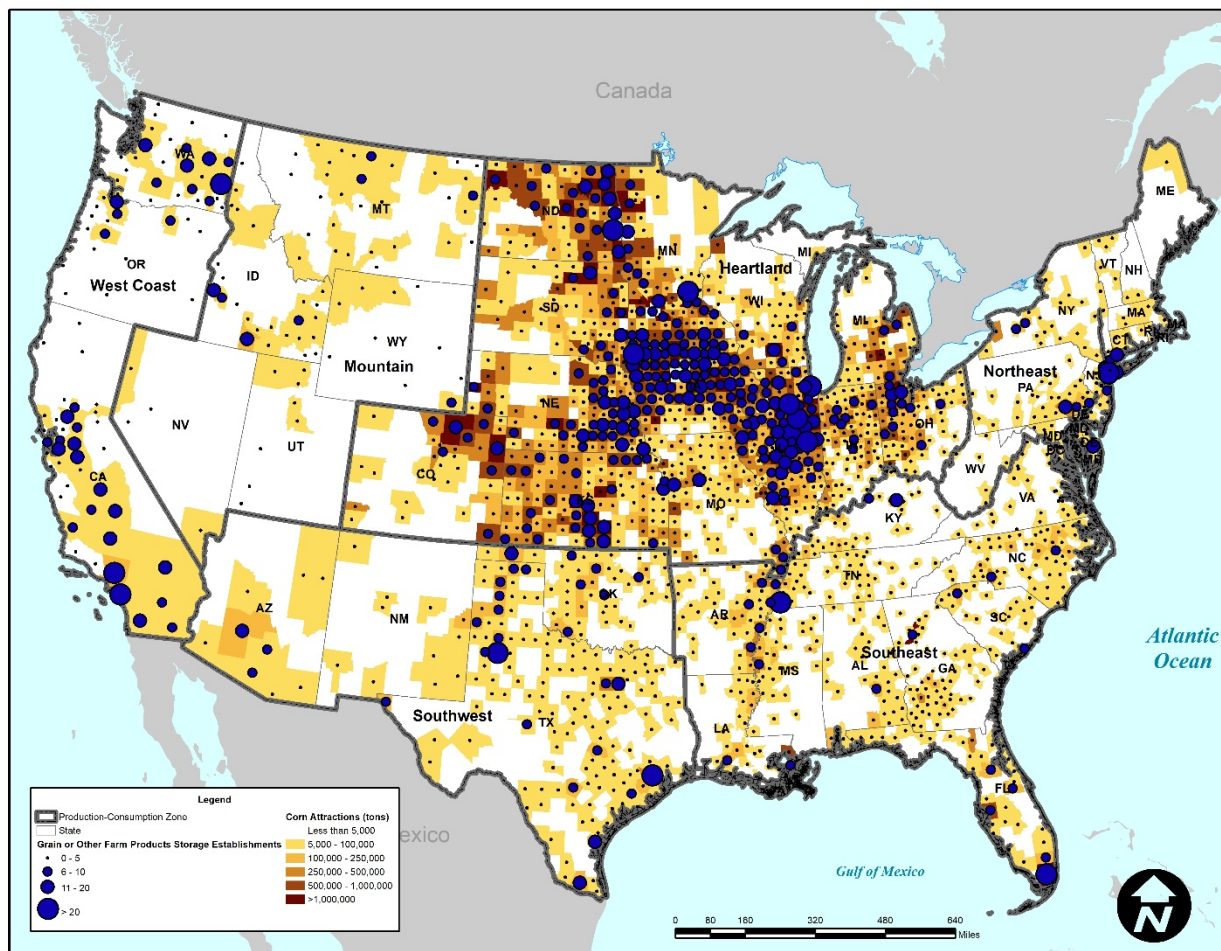 Canada
WA
MT
ND
ME
OR
ID
MN
MI
VT
NH
West Coast
Heartland
SD
WI
NY
MA
WY
MI
MA
RI
CT
Mountain
Northeast
NE
PA
NV
UT
OH
CO
WV
CA
MO
VA
KY
NC
TN
AZ
NM
OK
AR
SC
Atlantic
Ocean
Southeast
MS
AL
GA
Southwest
TX
LA
FL
Gulf of Mexico
exico
Legend
Production-Consumption Zone
State
Grain or Other Farm Products Storage Establishments
0 - 5
6 - 10
11 - 20
> 20
Corn Attractions (tons)
Less than 5,000
5,000 - 100,000
100,000 - 250,000
250,000 - 500,000
500,000 - 1,000,000
>1,000,000
0 80 160 320 480 640
Miles
N